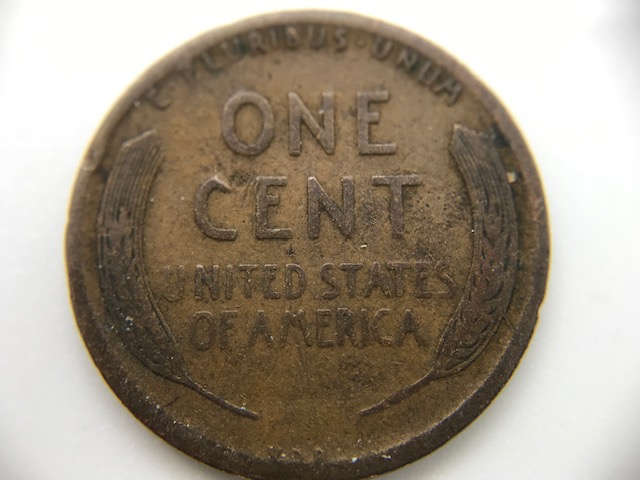 E PLURIBUS · UNUM
ONE
CENT
UNITED STATES
OF AMERICA